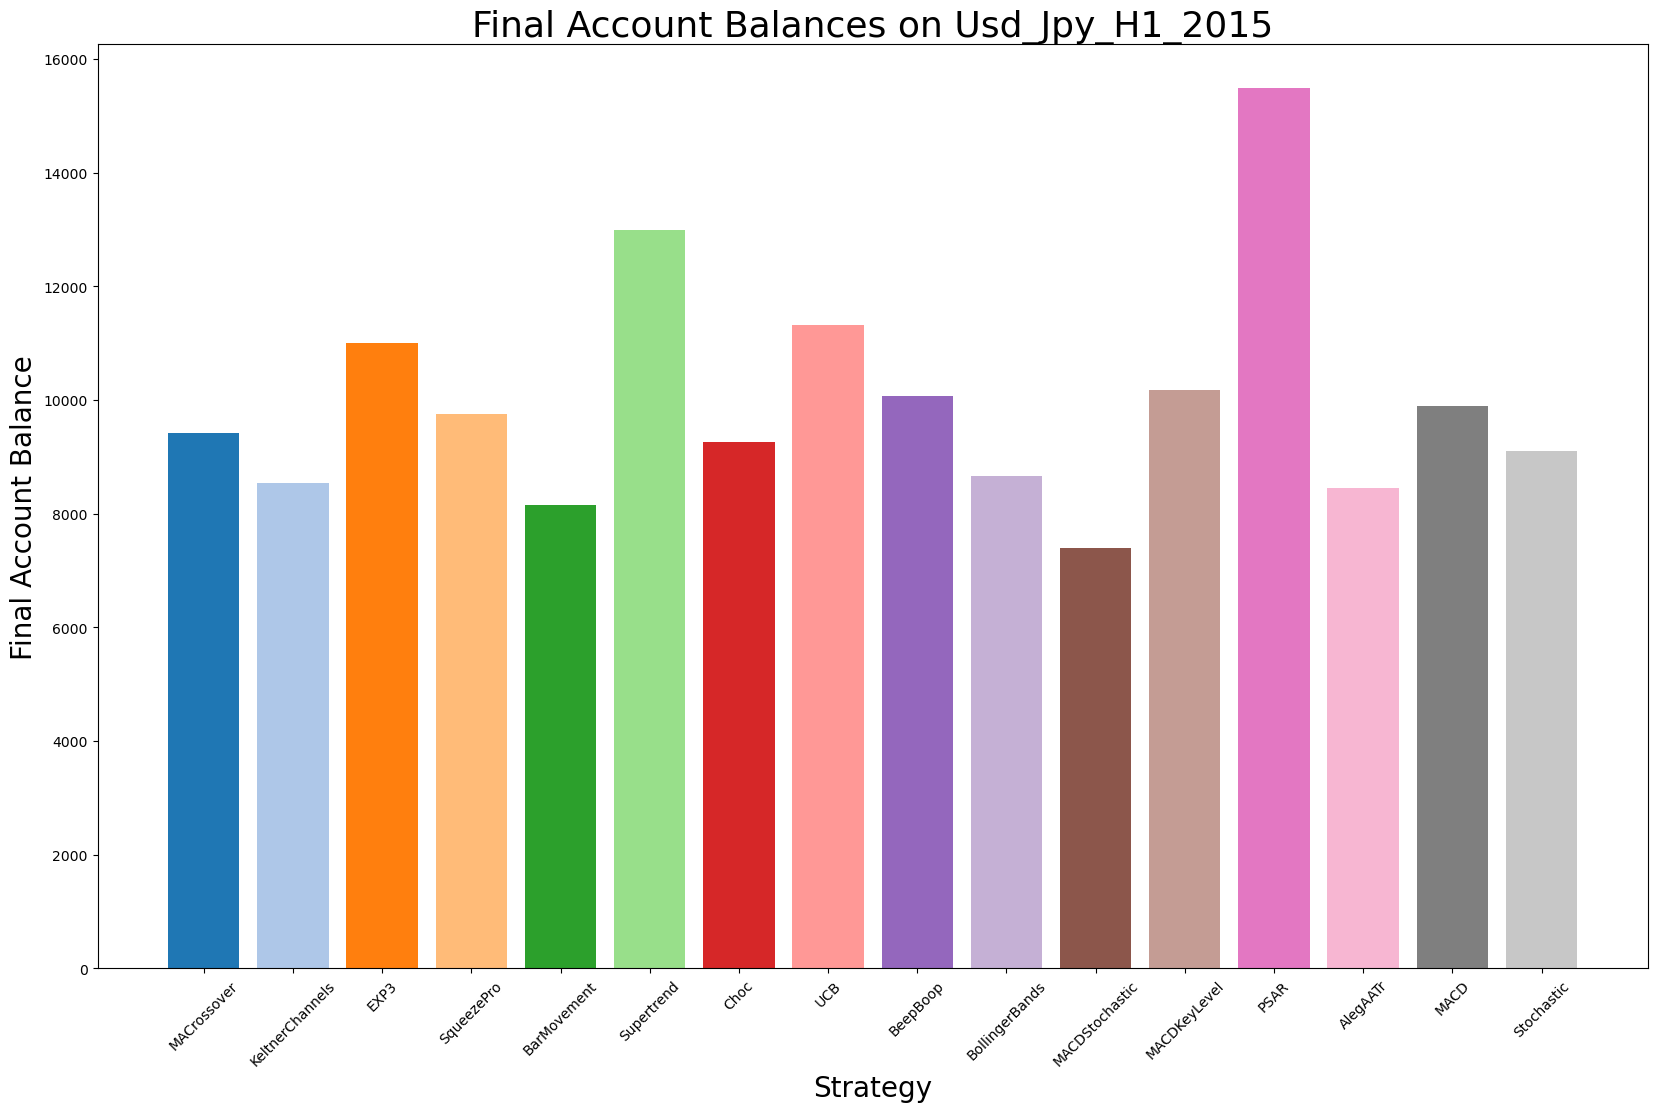 Final Account Balances on Usd_Jpy_H1_2015
Final Account Balance
16000
14000
12000
10000
8000
6000
4000
2000
0
MACrossover
KeltnerChannels
EXP3
SqueezePro
BarMovement
Supertrend
Choc
UCB
BeepBoop
BollingerBands
MACDStochastic
MACDKeyLevel
PSAR
AlegAATr
MACD
Stochastic
Strategy